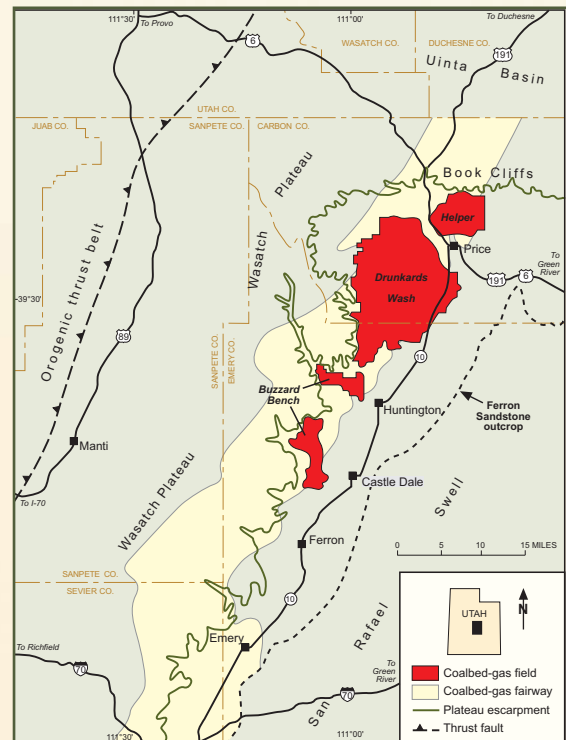 111°30'
111°00'
To Provo
To Duchesne
6
WASATCH CO.
DUCHESNE CO.
191
Uinta
Basin
UTAH CO.
JUAB CO.
SANPETE CO.
CARBON CO.
Plateau
Book Cliffs
Helper
Price
Wasatch
Drunkards
Wash
To
Green
River
191
6
39°30'
Orogenic thrust belt
89
SANPETE CO.
EMERY CO.
10
Buzzard
Bench
Huntington
Ferron
Sandstone
outcrop
Manti
Castle Dale
To I-70
Wasatch Plateau
Swell
Ferron
0 5 10 15 MILES
SANPETE CO.
SEVIER CO.
10
Rafael
San
Emery
To Richfield
70
To
Green
River
70
111°30'
111°00'
UTAH
N
Coalbed-gas field
Coalbed-gas fairway
Plateau escarpment
Thrust fault